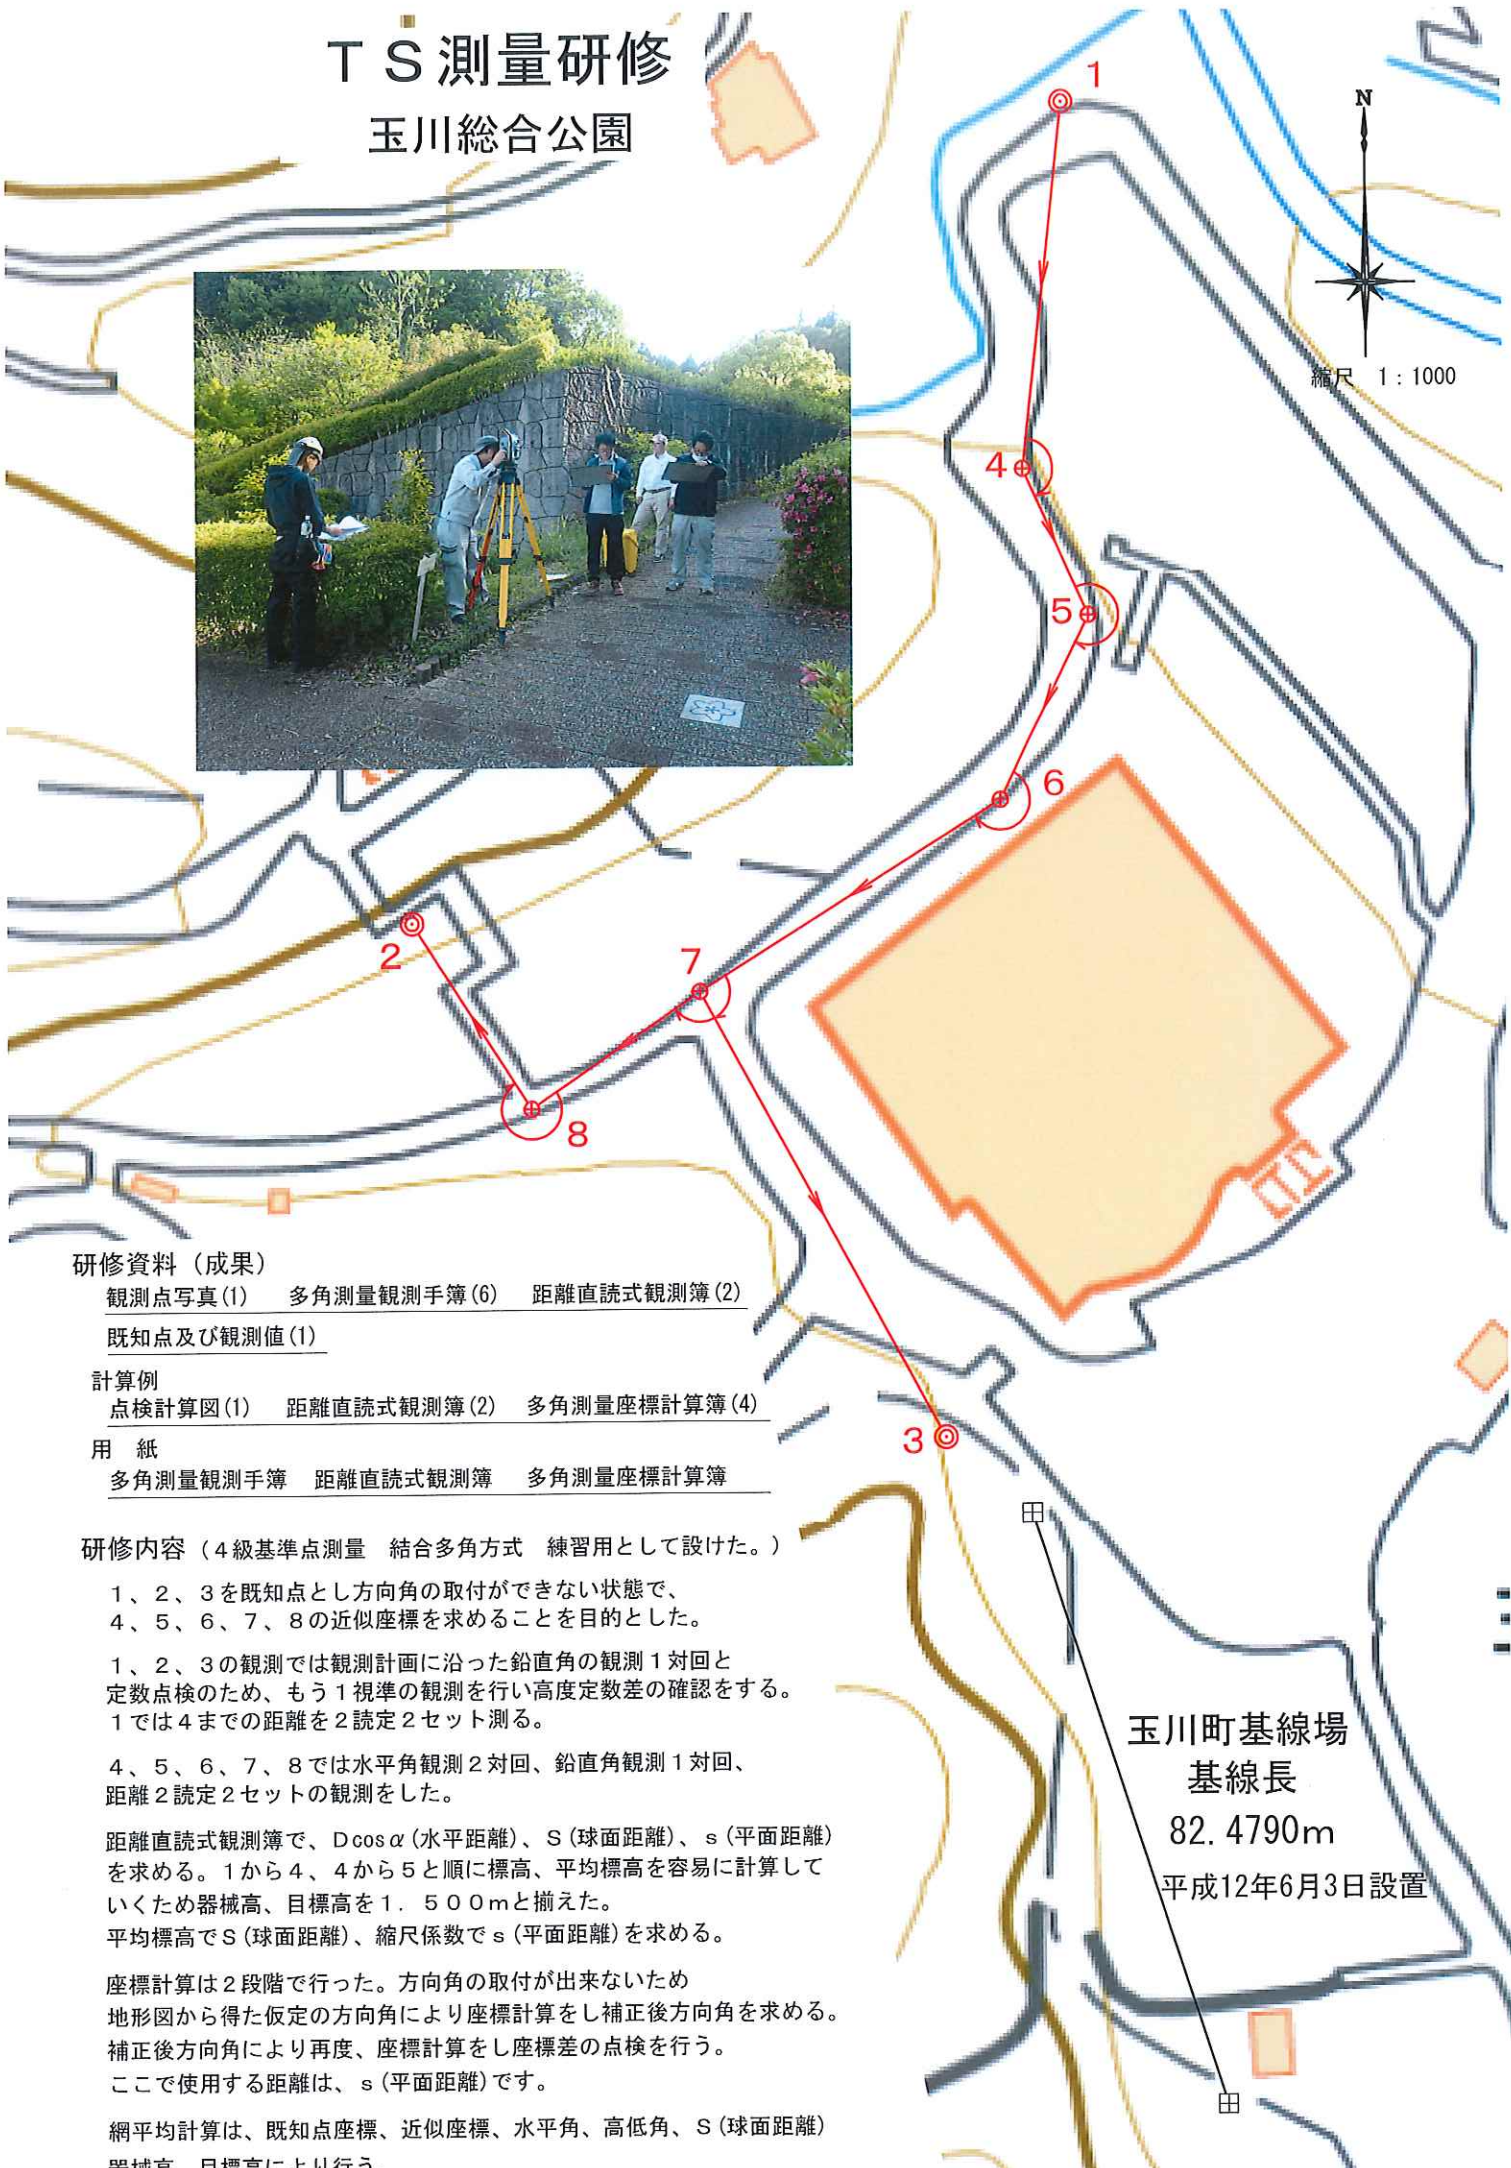 ＴＳ測量研修
玉川総合公園
N
縮尺 1:1000
1
4
5
6
2
7
8
3
研修資料（成果）
観測点写真(1) 多角測量観測手簿(6) 距離直読式観測簿(2)
既知点及び観測値(1)
計算例
点検計算図(1) 距離直読式観測簿(2) 多角測量座標計算簿(4)
用 紙
多角測量観測手簿 距離直読式観測簿 多角測量座標計算簿
研修内容（４級基準点測量 結合多角方式 練習用として設けた。）
１、２、３を既知点とし方向角の取付ができない状態で、
４、５、６、７、８の近似座標を求めることを目的とした。
１、２、３の観測では観測計画に沿った鉛直角の観測１対回と
定数点検のため、もう１視準の観測を行い高度定数差の確認をする。
１では４までの距離を２読定２セット測る。
４、５、６、７、８では水平角観測２対回、鉛直角観測１対回、
距離２読定２セットの観測をした。
距離直読式観測簿で、Ｄcosα(水平距離)、Ｓ(球面距離)、ｓ(平面距離)
を求める。１から４、４から５と順に標高、平均標高を容易に計算して
いくため器械高、目標高を１．５００ｍと揃えた。
平均標高でＳ(球面距離)、縮尺係数でｓ(平面距離)を求める。
座標計算は２段階で行った。方向角の取付が出来ないため
地形図から得た仮定の方向角により座標計算をし補正後方向角を求める。
補正後方向角により再度、座標計算をし座標差の点検を行う。
ここで使用する距離は、ｓ(平面距離)です。
網平均計算は、既知点座標、近似座標、水平角、高低角、Ｓ(球面距離)
器械高、目標高により行う。
玉川町基線場
基線長
82.4790ｍ
平成12年6月3日設置